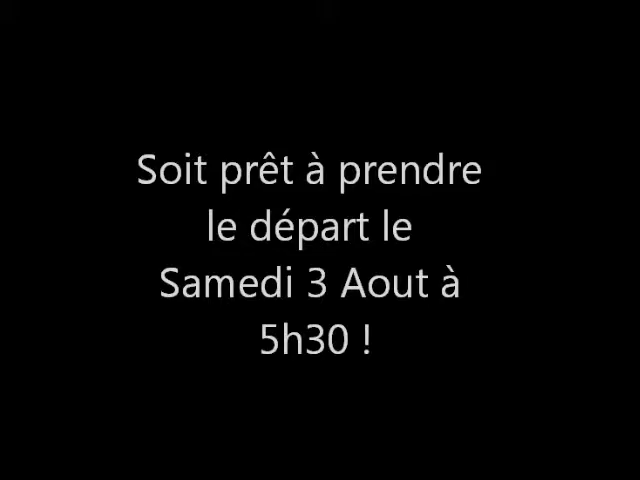 Soit prêt à prendre
le départ le
Samedi 3 Aout à
5h30 !